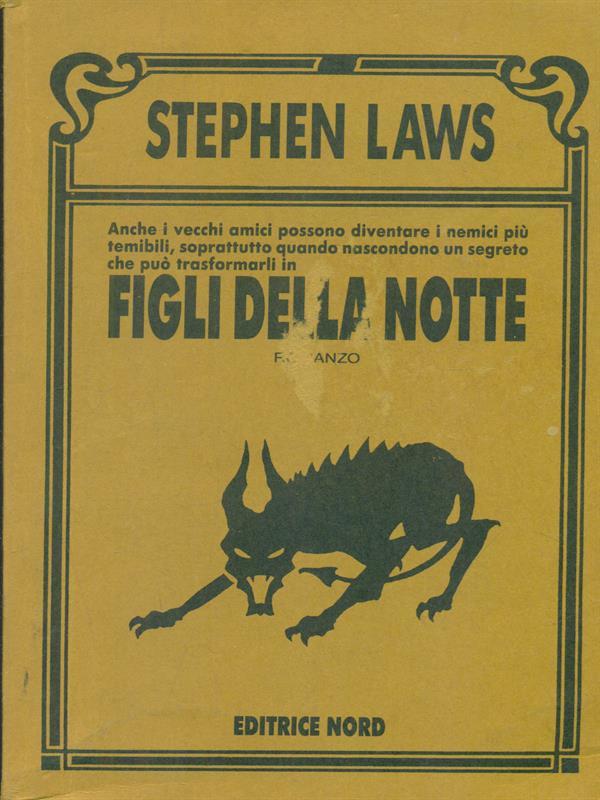 STEPHEN LAWS
Anche i vecchi amici possono diventare i nemici più
temibili, soprattutto quando nascondono un segreto
che può trasformarli in
FIGLI DELLA NOTTE
ROMANZO
EDITRICE NORD